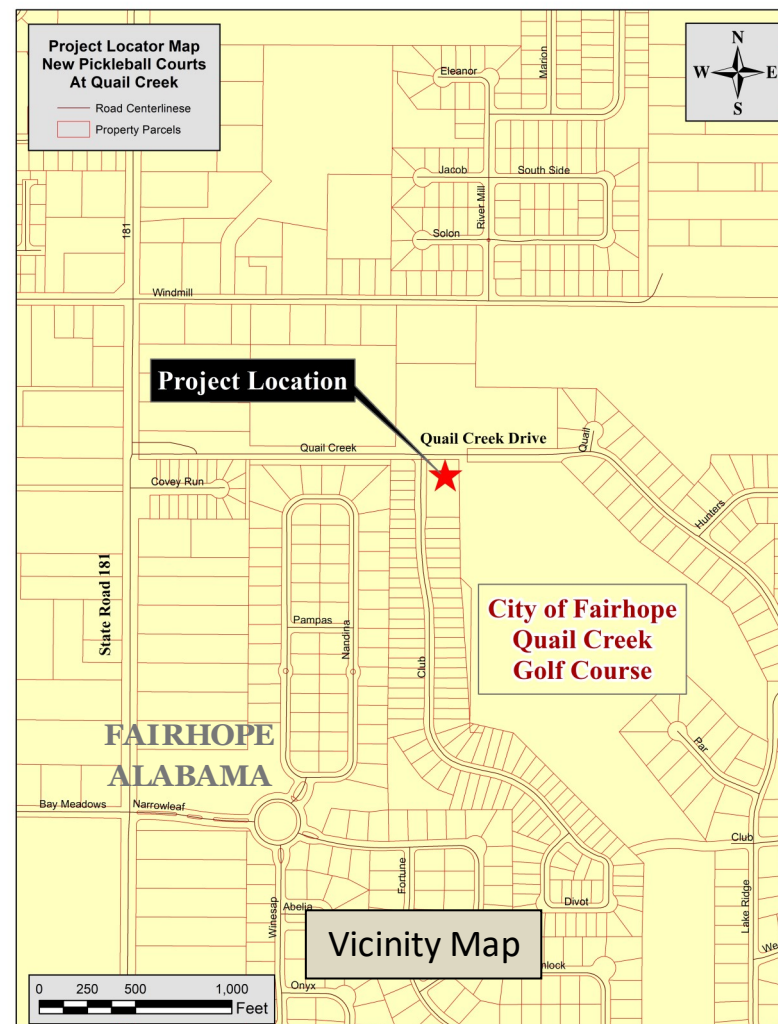 Project Locator Map
New Pickleball Courts
At Quail Creek
Road Centerlinese
Property Parcels
N
W
E
S
Eleanor
Marion
Jacob
South Side
River Mill
Solon
181
Windmill
Project Location
Quail Creek Drive
Quail Creek
Quail
Covey Run
Hunters
State Road 181
City of Fairhope
Quail Creek
Golf Course
Pampas
Nandina
Club
FAIRHOPE
ALABAMA
Par
Bay Meadows
Narrowleaf
Club
Fortune
Lake Ridge
Winesap
Abelia
Divot
Vicinity Map
Onyx
0 250 500 1,000
Feet